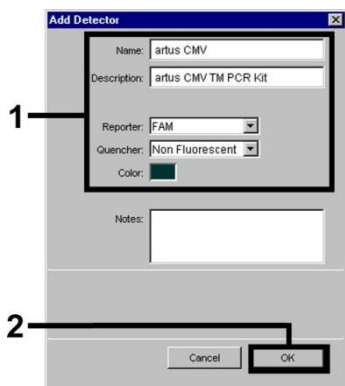 Add Detector
Name: artus CMV
Description: artus CMV TM PCR Kit
1
Reporter: FAM
Quencher: Non Fluorescent
Color:
Notes:
2
Cancel OK